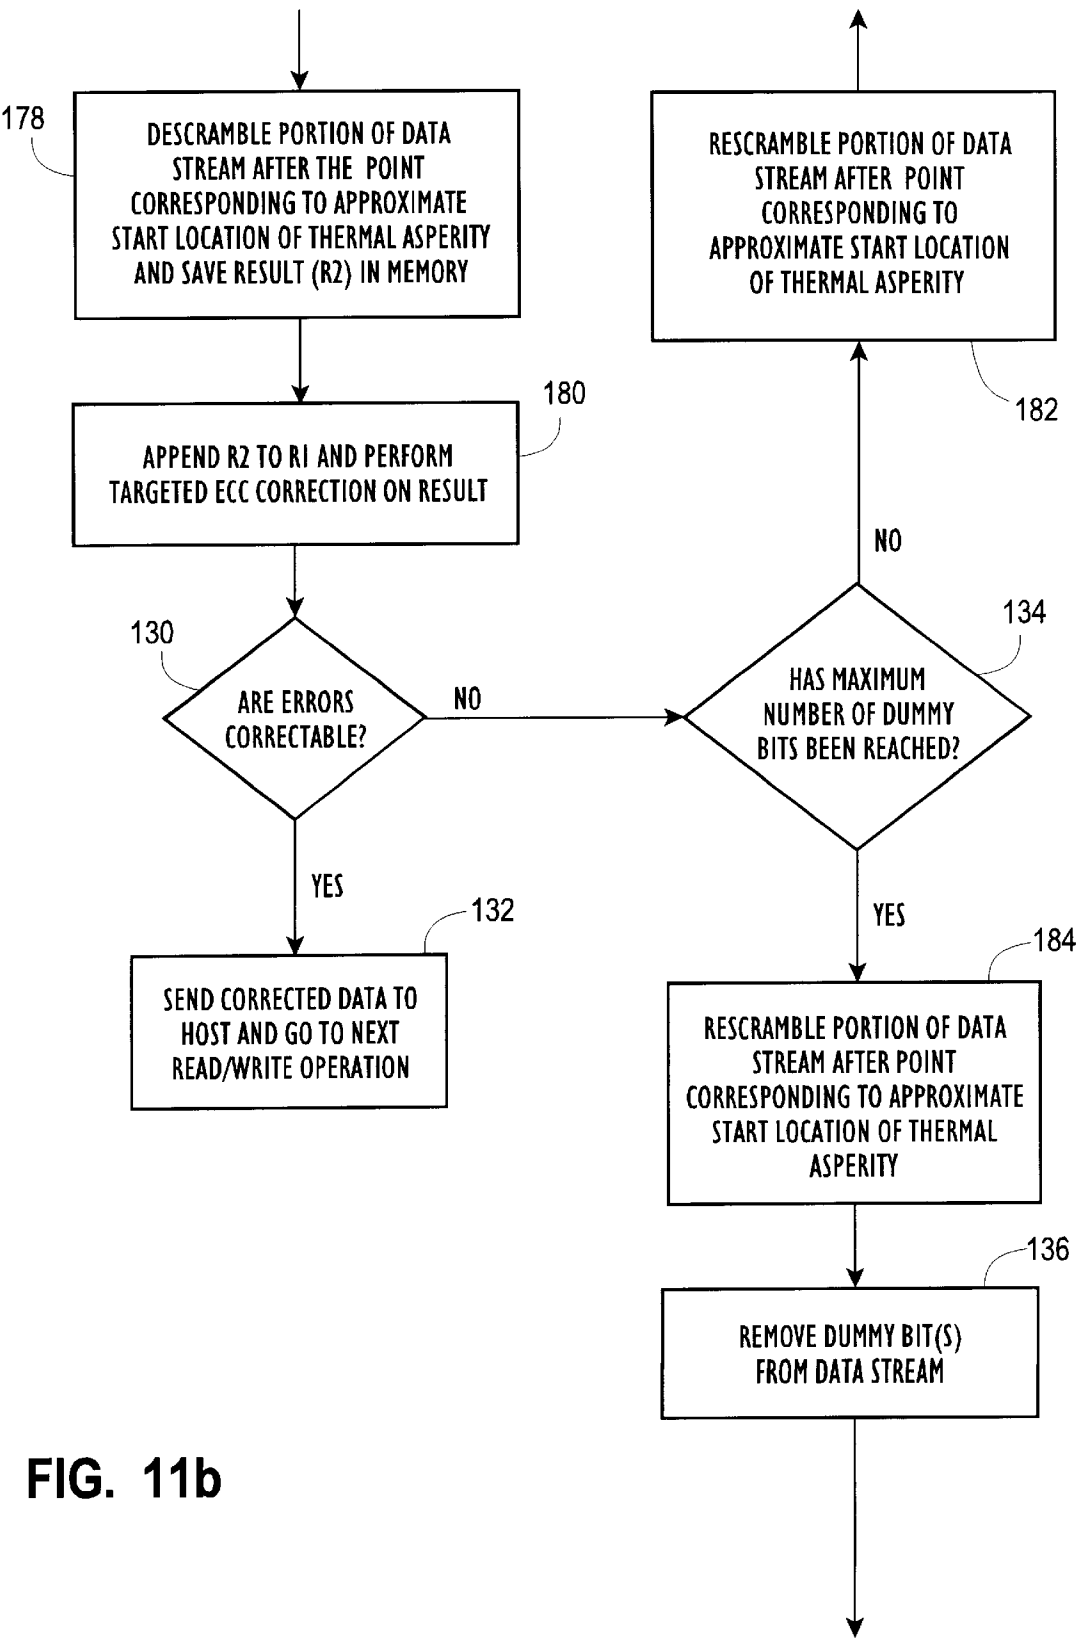 178
DESCRAMBLE PORTION OF DATA
STREAM AFTER THE POINT
CORRESPONDING TO APPROXIMATE
START LOCATION OF THERMAL ASPERITY
AND SAVE RESULT (R2) IN MEMORY
180
APPEND R2 TO R1 AND PERFORM
TARGETED ECC CORRECTION ON RESULT
130
ARE ERRORS
CORRECTABLE?
NO
YES
132
SEND CORRECTED DATA TO
HOST AND GO TO NEXT
READ/WRITE OPERATION
RESCRAMBLE PORTION OF DATA
STREAM AFTER POINT
CORRESPONDING TO
APPROXIMATE START LOCATION
OF THERMAL ASPERITY
182
NO
134
HAS MAXIMUM
NUMBER OF DUMMY
BITS BEEN REACHED?
YES
184
RESCRAMBLE PORTION OF DATA
STREAM AFTER POINT
CORRESPONDING TO APPROXIMATE
START LOCATION OF THERMAL
ASPERITY
136
REMOVE DUMMY BIT(S)
FROM DATA STREAM
FIG. 11b